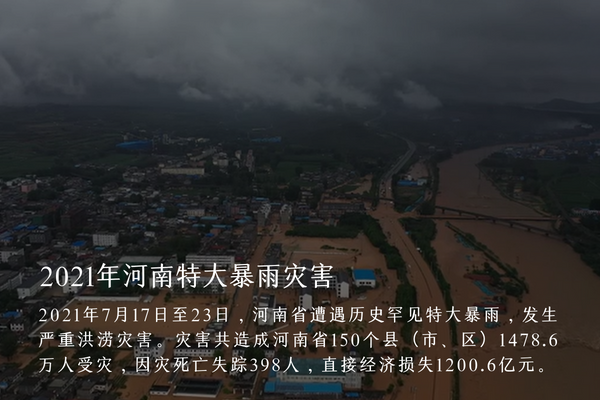 2021年河南特大暴雨灾害
2021年7月17日至23日，河南省遭遇历史罕见特大暴雨，发生
严重洪涝灾害。灾害共造成河南省150个县（市、区）1478.6
万人受灾，因灾死亡失踪398人，直接经济损失1200.6亿元。